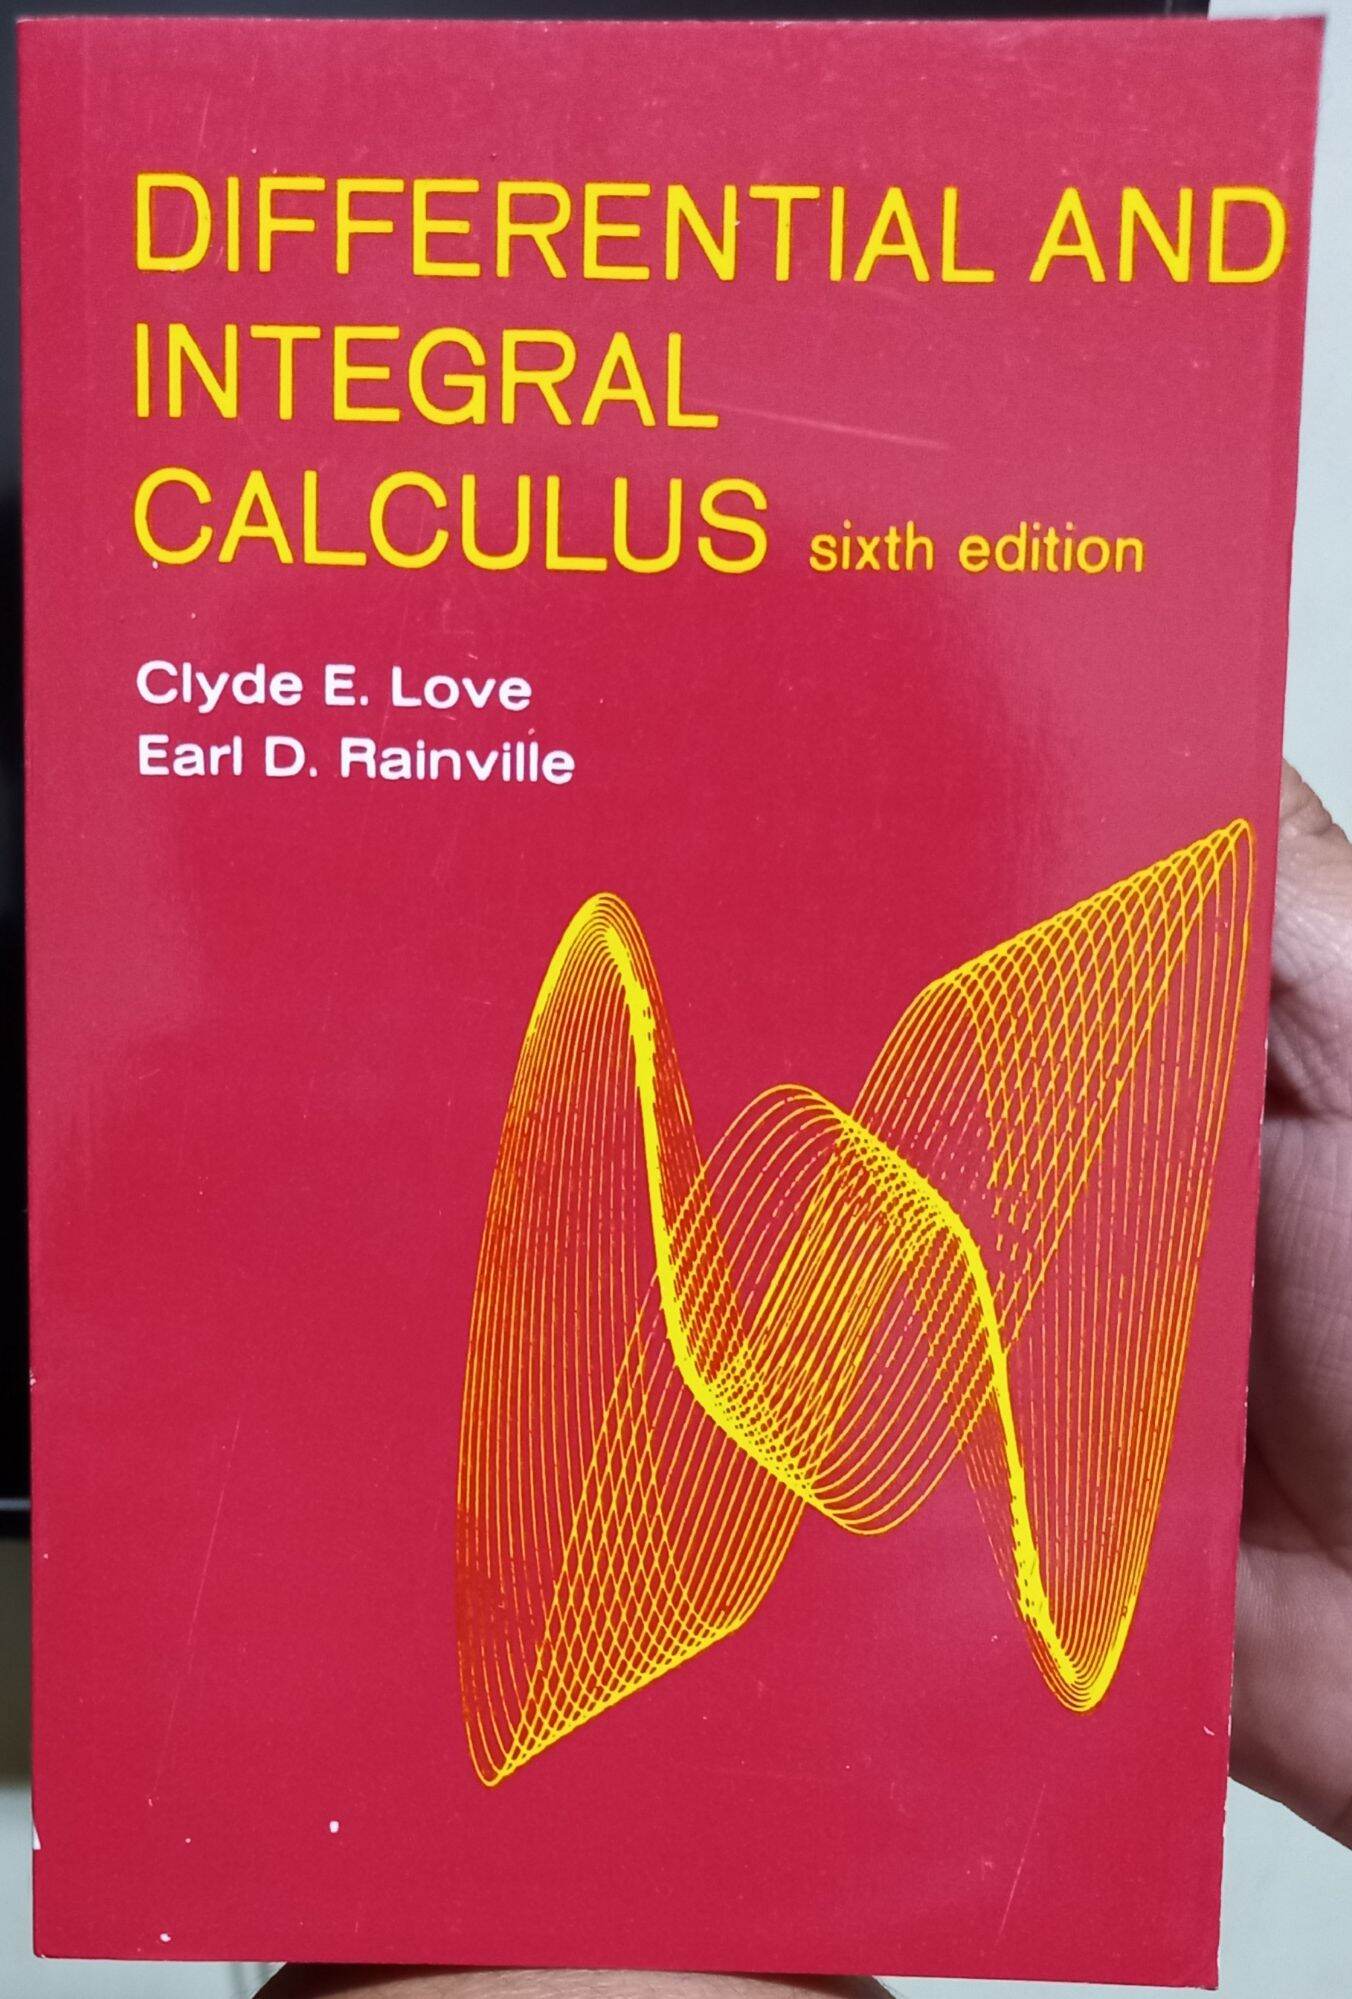 DIFFERENTIAL AND
INTEGRAL
CALCULUS sixth edition
Clyde E. Love
Earl D. Rainville